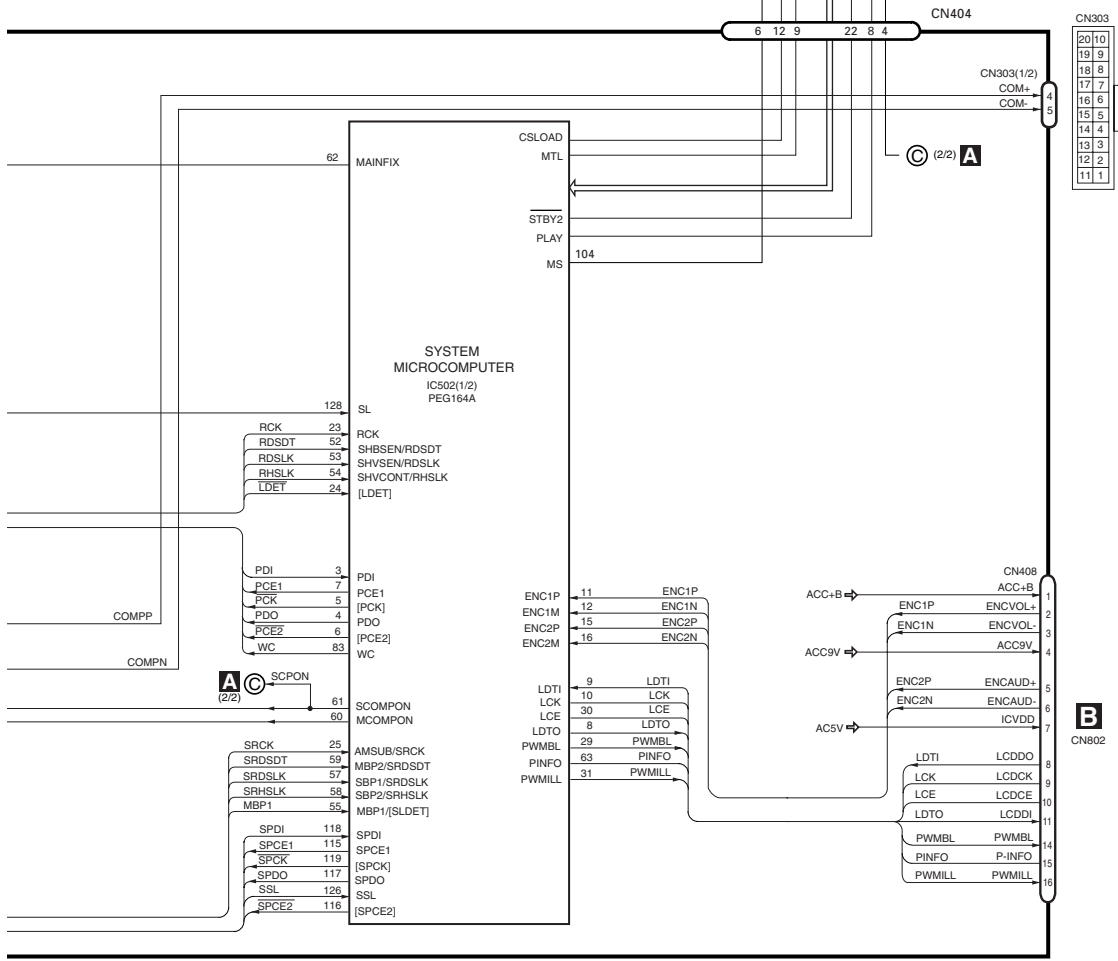 CN404
6 12 9 22 8 4
CN303
20 10
19 9
18 8
17 7
16 6
15 5
14 4
13 3
12 2
11 1
CN303(1/2)
COM+ 4
COM- 5
CSLOAD
MTL
C (2/2) A
62 MAINFIX
STBY2
PLAY
MS 104
SYSTEM
MICROCOMPUTER
IC502(1/2)
PEG164A
128 SL
RCK 23 RCK
RDSDT 52 SHBSEN/RDSDT
RDSLK 53 SHVSEN/RDSLK
RHSLK 54 SHVCONT/RHSLK
LDET 24 [LDET]
PDI 3 PDI
PCE1 7 PCE1
PCK 5 [PCK]
PDO 4 PDO
PCE2 6 [PCE2]
WC 83 WC
COMPP
COMPN
A C SCPON
(2/2)
61 SCOMPON
60 MCOMPON
SRCK 25 AMSUB/SRCK
SRDSDT 59 MBP2/SRDSDT
SRDSLK 57 SBP1/SRDSLK
SRHSLK 58 SBP2/SRHSLK
MBP1 55 MBP1/[SLDET]
SPDI 118 SPDI
SPCE1 115 SPCE1
SPCK 119 [SPCK]
SPDO 117 SPDO
SSL 126 SSL
SPCE2 116 [SPCE2]
ENC1P 11 ENC1P
ENC1M 12 ENC1N
ENC2P 15 ENC2P
ENC2M 16 ENC2N
LDTI 9 LDTI
LCK 10 LCK
LCE 30 LCE
LDTO 8 LDTO
PWMBL 29 PWMBL
PINFO 63 PINFO
PWMILL 31 PWMILL
CN408
ACC+B ACC+B 1
ENC1P ENCVOL+ 2
ENC1N ENCVOL- 3
ACC9V ACC9V 4
ENC2P ENCAUD+ 5
ENC2N ENCAUD- 6
AC5V ICVDD 7
LDTI LCDDO 8
LCK LCDCK 9
LCE LCDCE 10
LDTO LCDDI 11
PWMBL PWMBL 14
PINFO P-INFO 15
PWMILL PWMILL 16
B
CN802